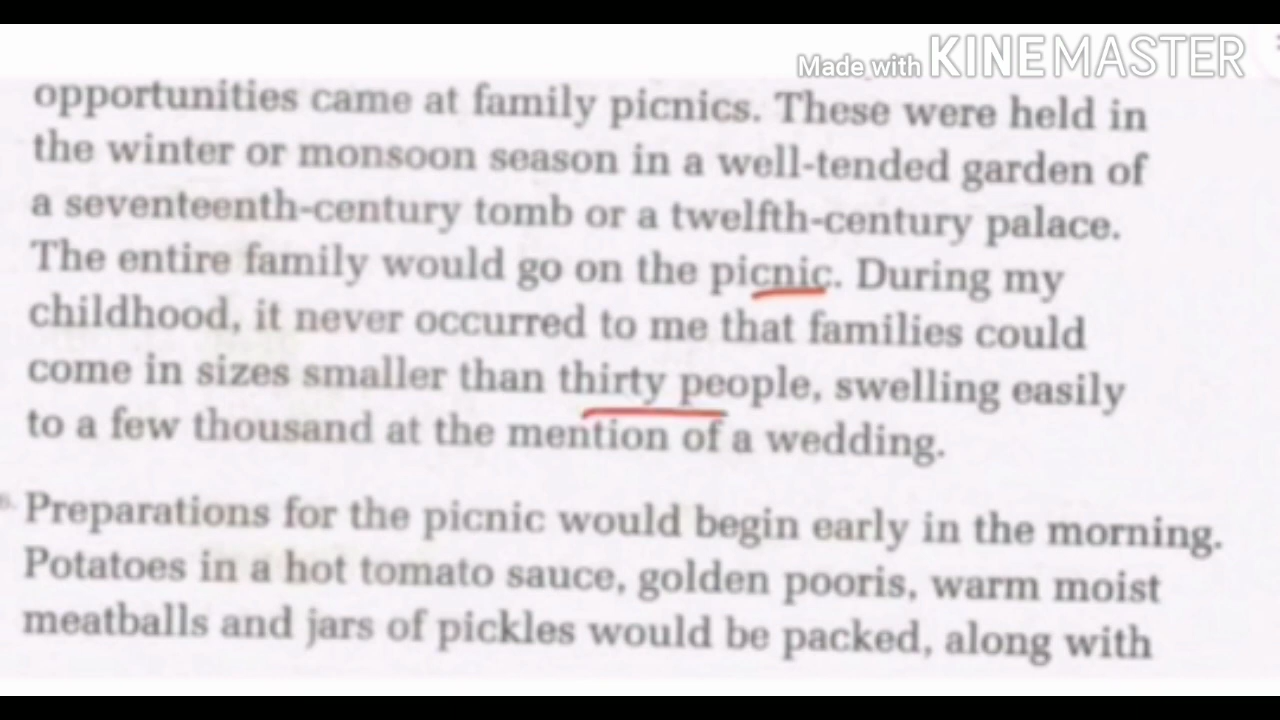 Made with KINEMASTER
opportunities came at family picnics. These were held in
the winter or monsoon season in a well-tended garden of
a seventeenth-century tomb or a twelfth-century palace.
The entire family would go on the picnic. During my
childhood, it never occurred to me that families could
come in sizes smaller than thirty people, swelling easily
to a few thousand at the mention of a wedding.
Preparations for the picnic would begin early in the morning.
Potatoes in a hot tomato sauce, golden pooris, warm moist
meatballs and jars of pickles would be packed, along with